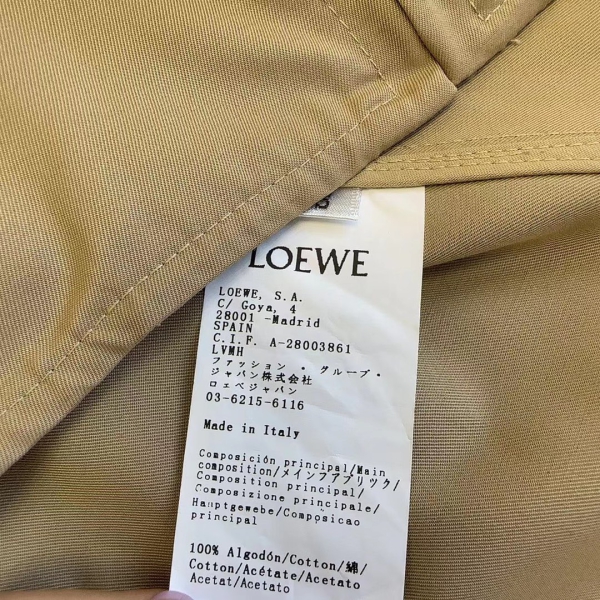 LOEWE
LOEWE, S.A.
C/ Goya, 4
28001 -Madrid
SPAIN
C.I.F. A-28003861
LVMH
ファッション・グループ・
ジャパン株式会社
ロエベジャパン
03-6215-6116
Made in Italy
Composición principal/Main
composition/メインファブリック/
Composition principal/
Composizione principale/
Hauptgewebe/Composicao
principal
100% Algodón/Cotton/綿/
Cotton/Acétate/Acetato
Acetat/Acetato